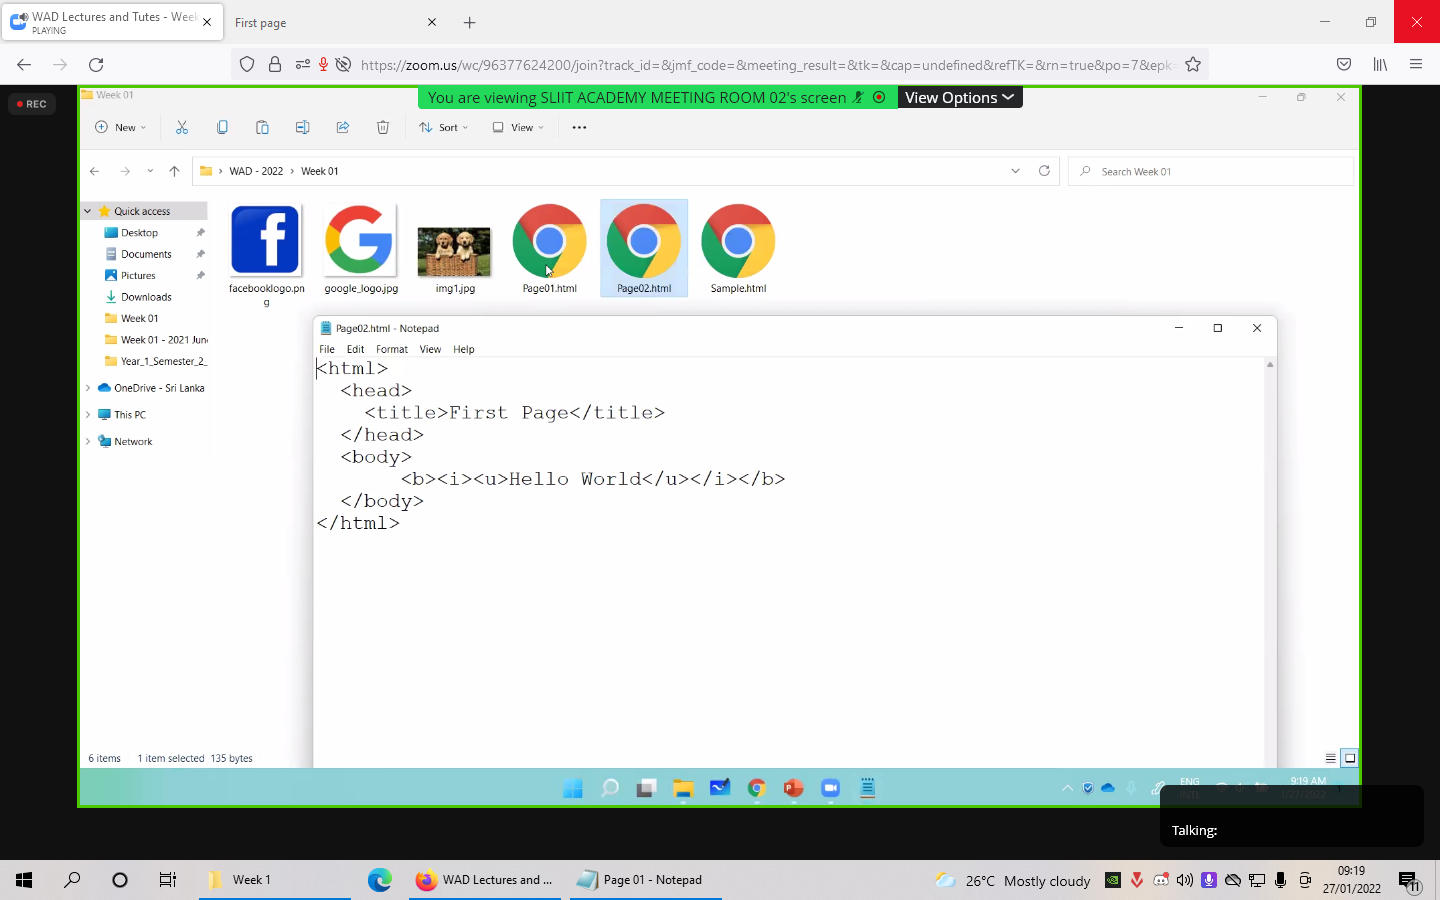 WAD Lectures and Tutes - Week
PLAYING
First page
https://zoom.us/wc/96377624200/join?track_id=&jmf_code=&meeting_result=&tk=&cap=undefined&refTK=&rn=true&po=7&epk=
REC
Week 01
You are viewing SLIIT ACADEMY MEETING ROOM 02's screen
View Options
New
Sort
View
WAD - 2022 > Week 01
Search Week 01
Quick access
Desktop
Documents
Pictures
Downloads
Week 01
Week 01 - 2021 Jun
Year_1_Semester_2_
OneDrive - Sri Lanka
This PC
Network
facebooklogo.png
google_logo.jpg
img1.jpg
Page01.html
Page02.html
Sample.html
Page02.html - Notepad
File Edit Format View Help
<html>
<head>
<title>First Page</title>
</head>
<body>
<b><i><u>Hello World</u></i></b>
</body>
</html>
6 items 1 item selected 135 bytes
ENG
9:19 AM
Talking:
Week 1
WAD Lectures and ...
Page 01 - Notepad
26°C Mostly cloudy
09:19
27/01/2022
11